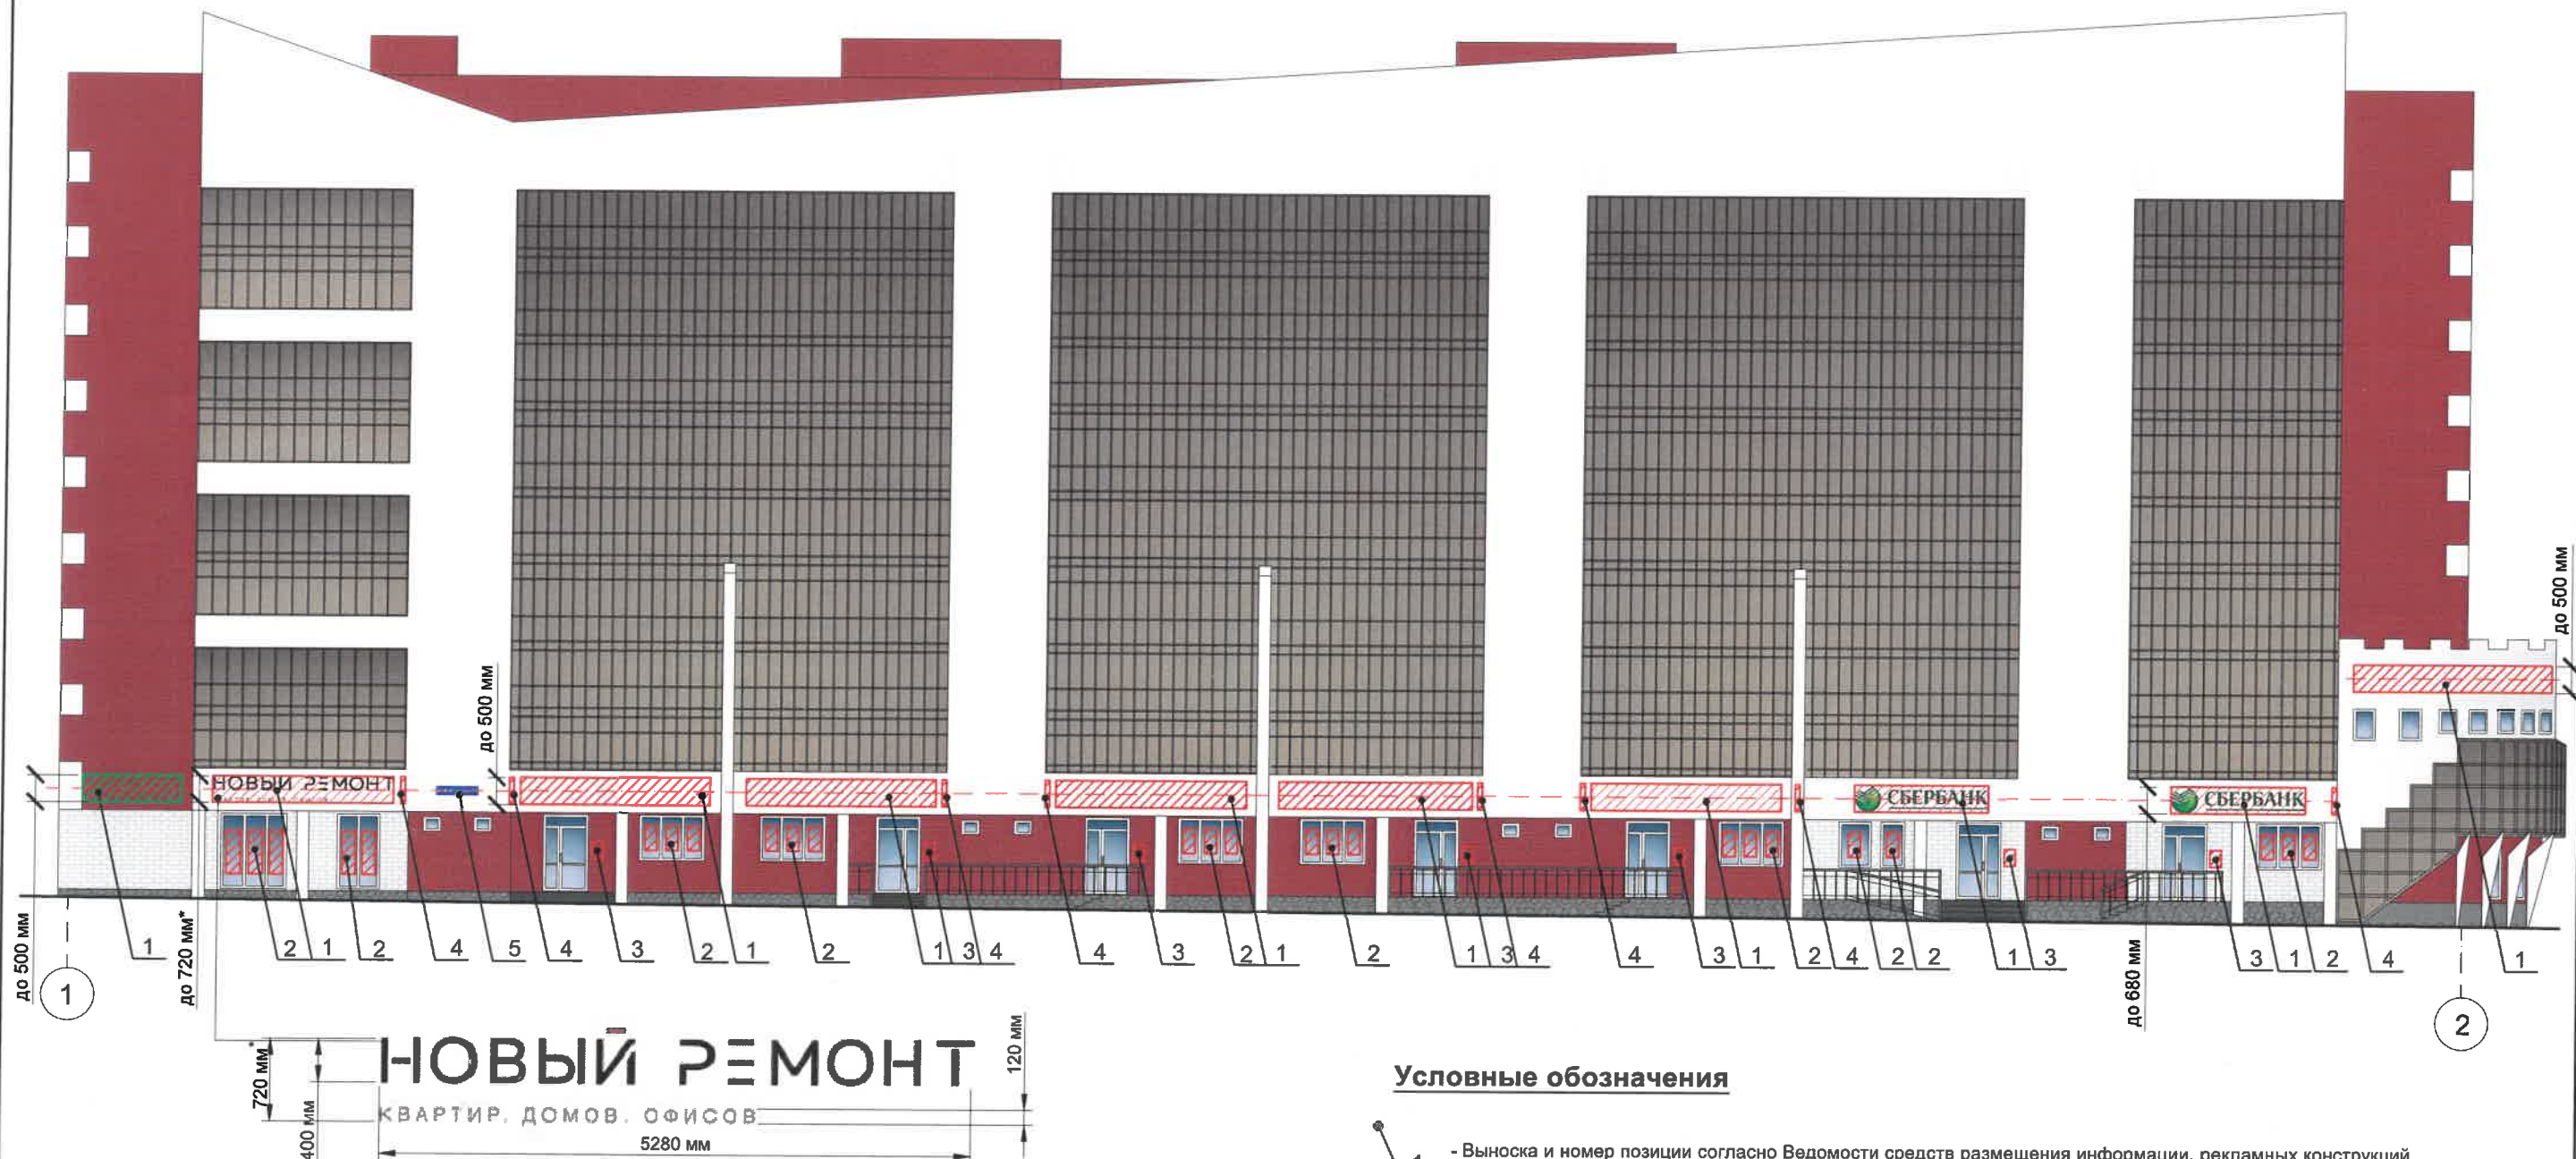 до 500 мм
до 500 мм
НОВЫЙ РЕМОНТ
СБЕРБАНК
СБЕРБАНК
1 2 1 2 4 5 4 3 2 1 2 1 3 4 4 3 2 1 2 1 3 4 4 3 1 2 4 2 2 1 3 3 1 2 4 1
до 500 мм
до 720 мм*
до 680 мм
1
2
НОВЫЙ РЕМОНТ
КВАРТИР. ДОМОВ. ОФИСОВ
720 мм*
400 мм
120 мм
5280 мм
Условные обозначения
1 - Выноска и номер позиции согласно Ведомости средств размещения информации, рекламных конструкций